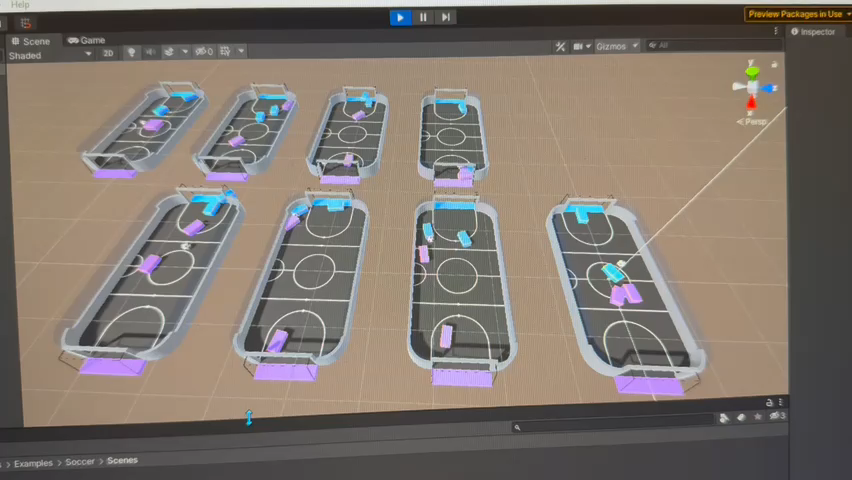 Help
Preview Packages in Use
Scene
Game
Inspector
Shaded
2D
Gizmos
All
Y
Persp
Examples > Soccer > Scenes